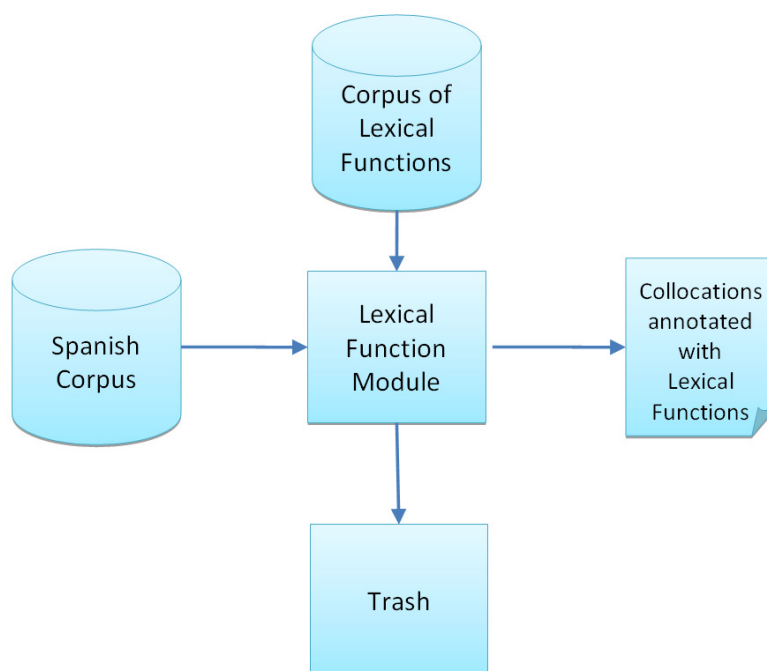 Corpus of
Lexical
Functions
Spanish
Corpus
Lexical
Function
Module
Collocations
annotated
with
Lexical
Functions
Trash